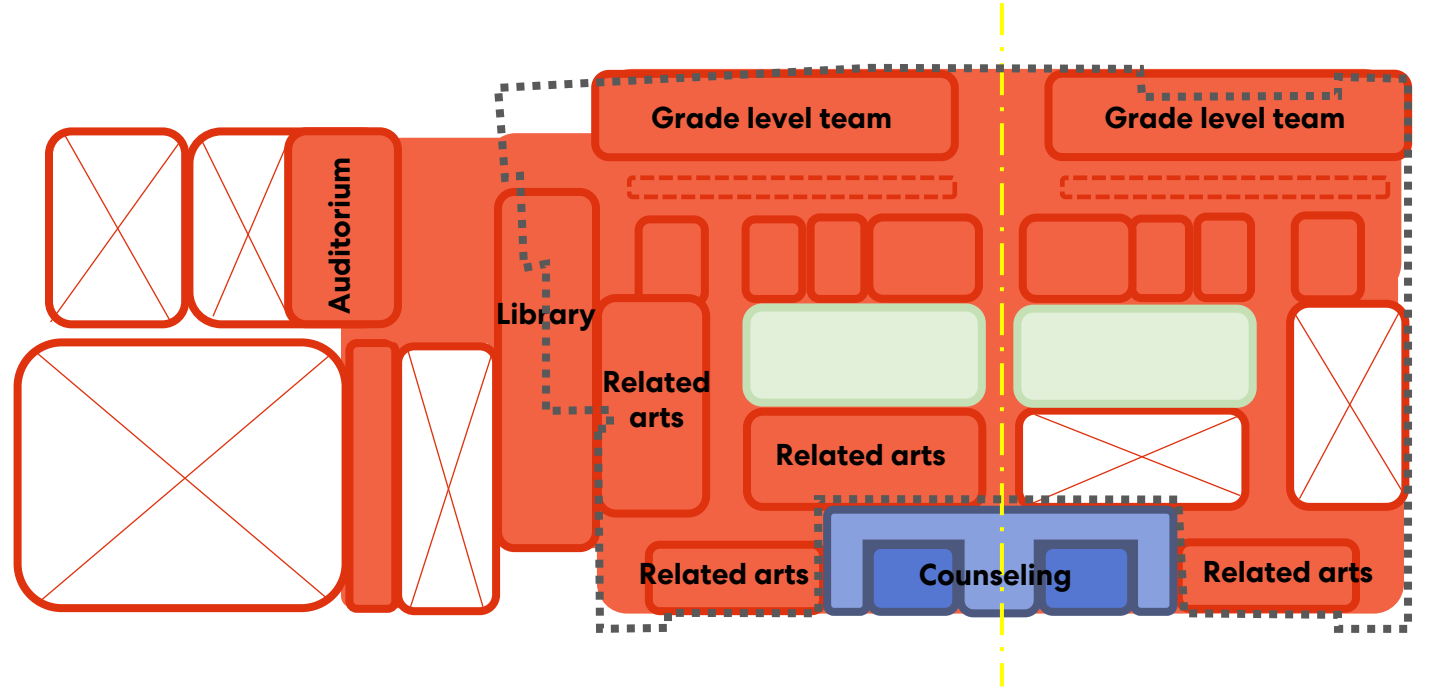 Grade level team
Grade level team
Auditorium
Library
Related
arts
Related arts
Related arts
Counseling
Related arts